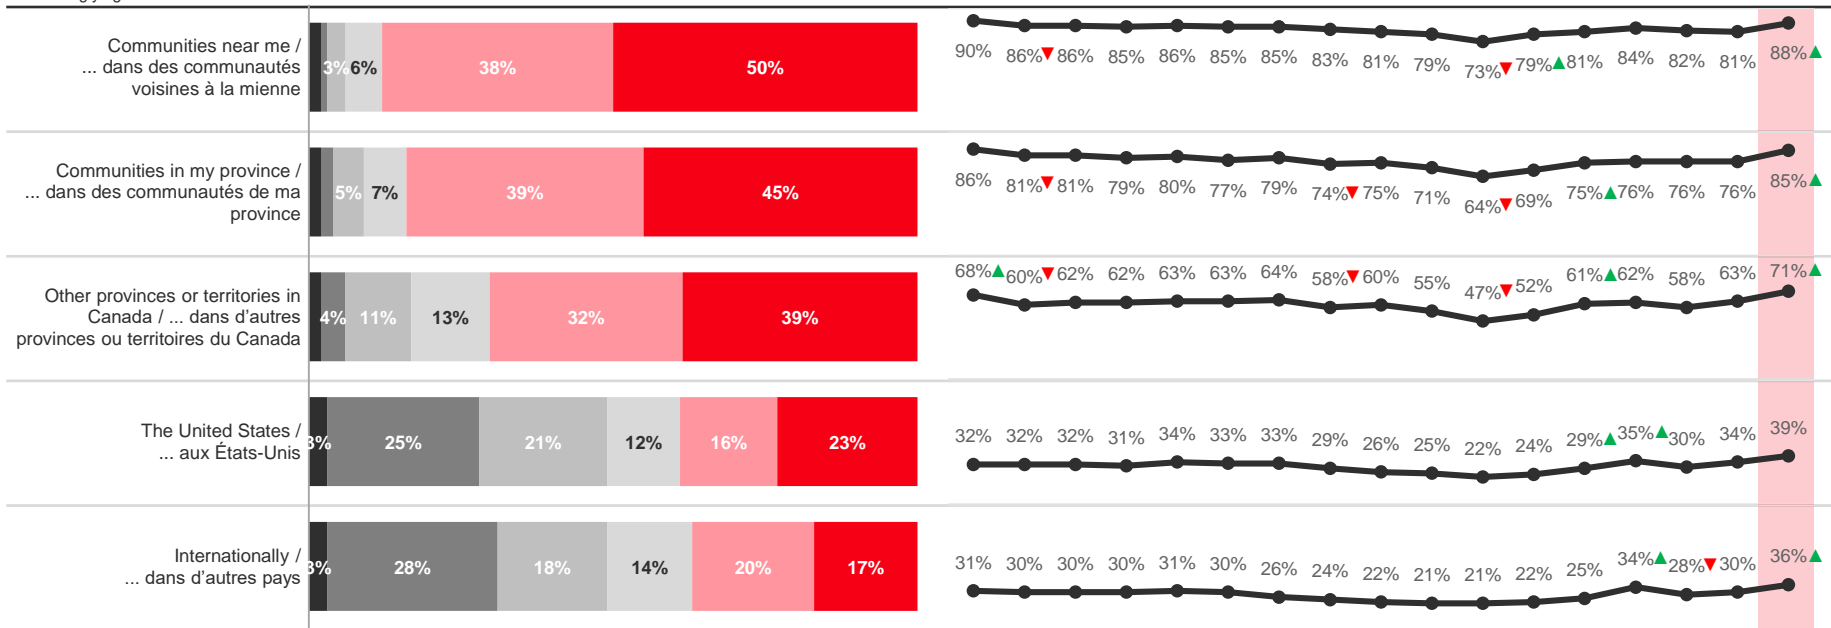 Communities near me /
... dans des communautés
voisines à la mienne
3% 6% 38% 50%
90% 86% 86% 85% 86% 85% 85% 83% 81% 79% 73% 79% 81% 84% 82% 81% 88%
Communities in my province /
... dans des communautés de ma
province
5% 7% 39% 45%
86% 81% 81% 79% 80% 77% 79% 74% 75% 71% 64% 69% 75% 76% 76% 76% 85%
Other provinces or territories in
Canada / ... dans d'autres
provinces ou territoires du Canada
4% 11% 13% 32% 39%
68% 60% 62% 62% 63% 63% 64% 58% 60% 55% 47% 52% 61% 62% 58% 63% 71%
The United States /
... aux États-Unis
3% 25% 21% 12% 16% 23%
32% 32% 32% 31% 34% 33% 33% 29% 26% 25% 22% 24% 29% 35% 30% 34% 39%
Internationally /
... dans d'autres pays
3% 28% 18% 14% 20% 17%
31% 30% 30% 30% 31% 30% 26% 24% 22% 21% 21% 22% 25% 34% 28% 30% 36%